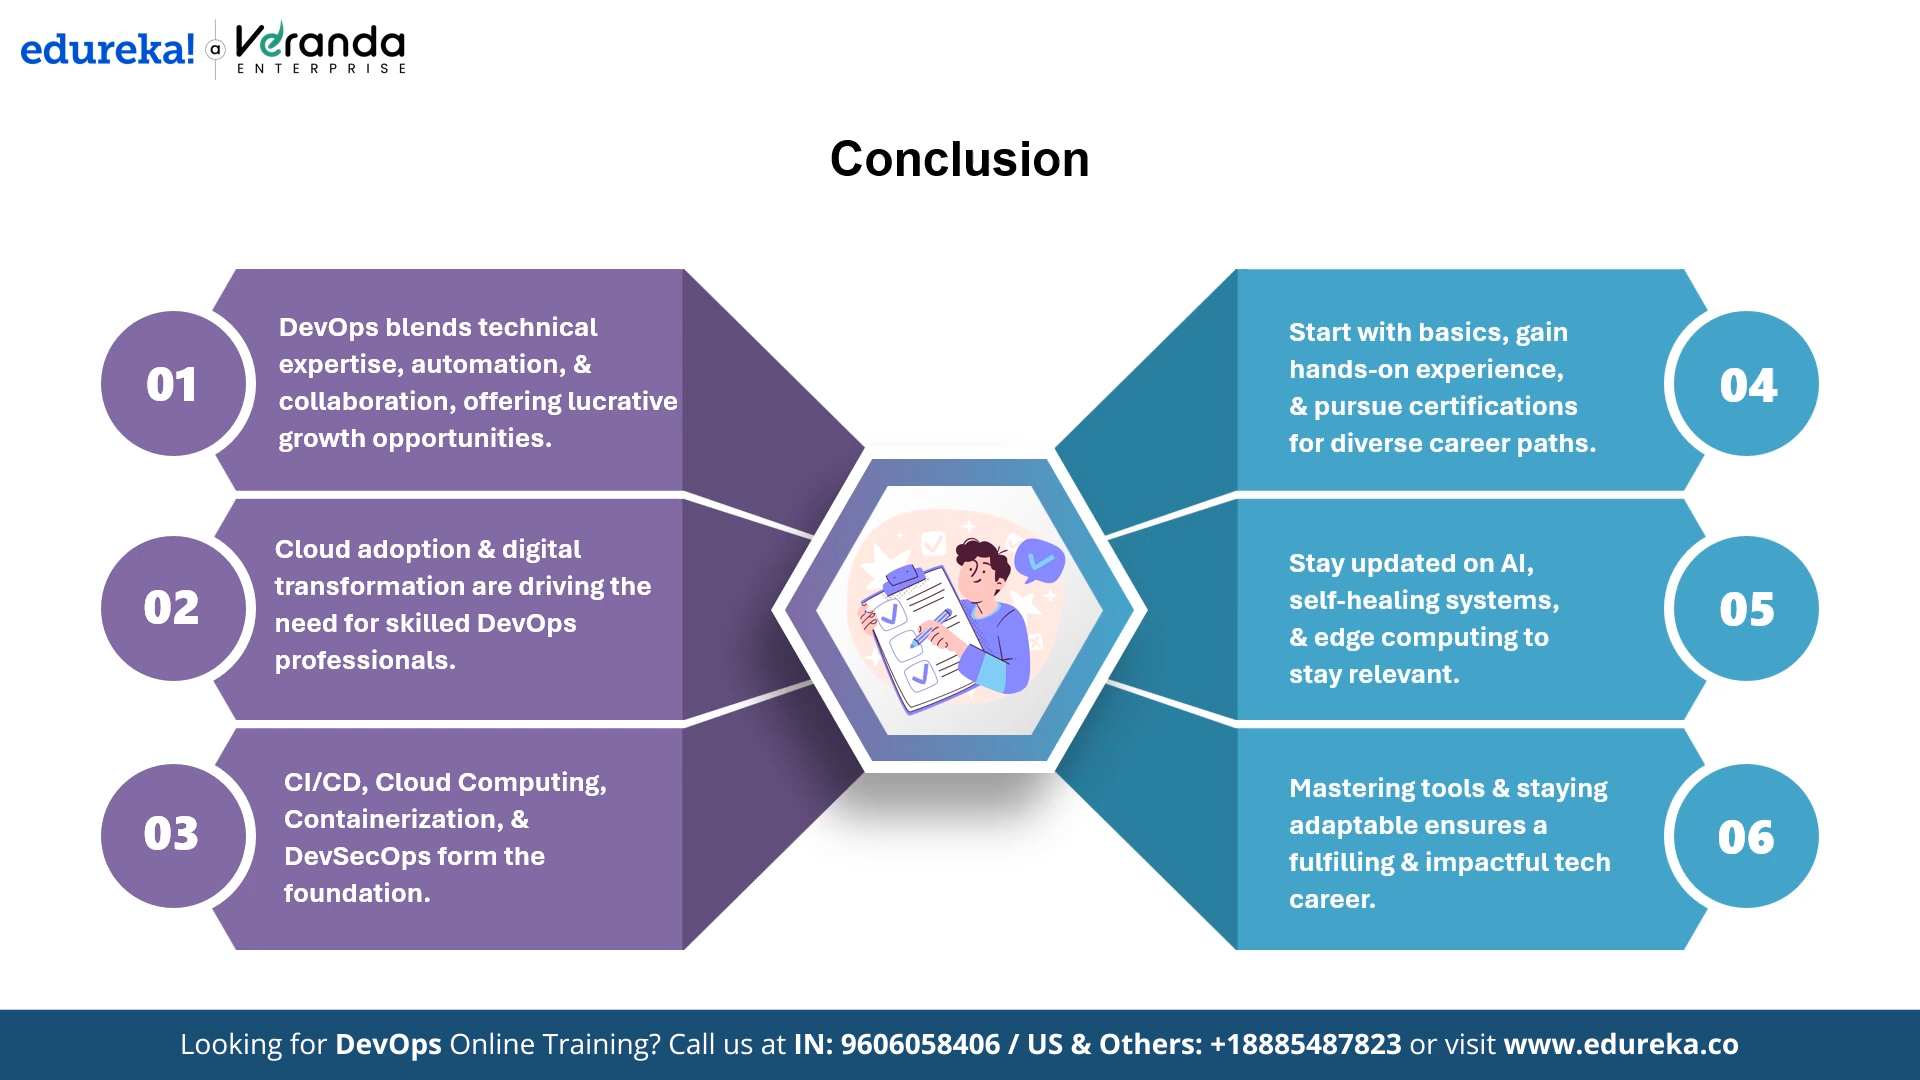 edureka! a Veranda
ENTERPRISE
Conclusion
01
DevOps blends technical
expertise, automation, &
collaboration, offering lucrative
growth opportunities.
02
Cloud adoption & digital
transformation are driving the
need for skilled DevOps
professionals.
03
CI/CD, Cloud Computing,
Containerization, &
DevSecOps form the
foundation.
04
Start with basics, gain
hands-on experience,
& pursue certifications
for diverse career paths.
05
Stay updated on AI,
self-healing systems,
& edge computing to
stay relevant.
06
Mastering tools & staying
adaptable ensures a
fulfilling & impactful tech
career.
Looking for DevOps Online Training? Call us at IN: 9606058406 / US & Others: +18885487823 or visit www.edureka.co